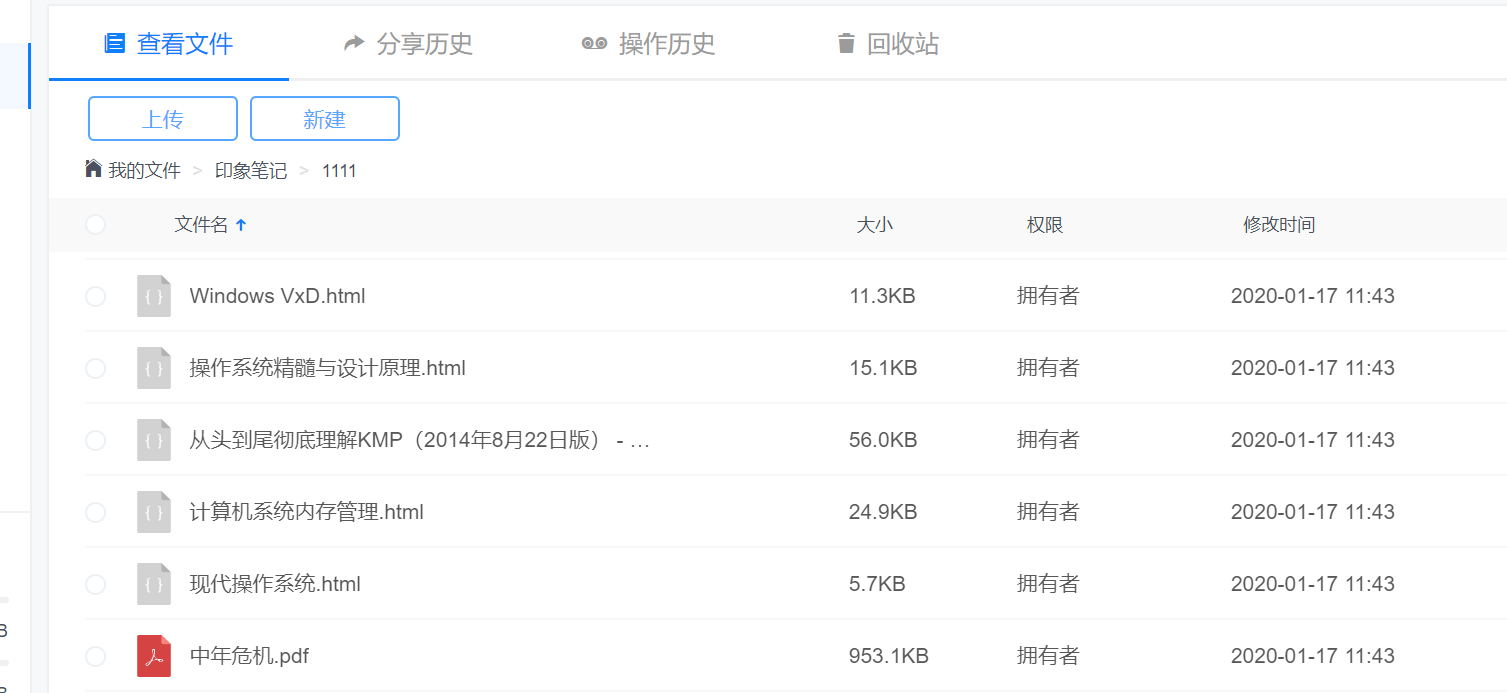 查看文件 分享历史 操作历史 回收站
上传 新建
我的文件 > 印象笔记 > 1111
文件名 大小 权限 修改时间
Windows VxD.html 11.3KB 拥有者 2020-01-17 11:43
操作系统精髓与设计原理.html 15.1KB 拥有者 2020-01-17 11:43
从头到尾彻底理解KMP（2014年8月22日版） - … 56.0KB 拥有者 2020-01-17 11:43
计算机系统内存管理.html 24.9KB 拥有者 2020-01-17 11:43
现代操作系统.html 5.7KB 拥有者 2020-01-17 11:43
B
中年危机.pdf 953.1KB 拥有者 2020-01-17 11:43